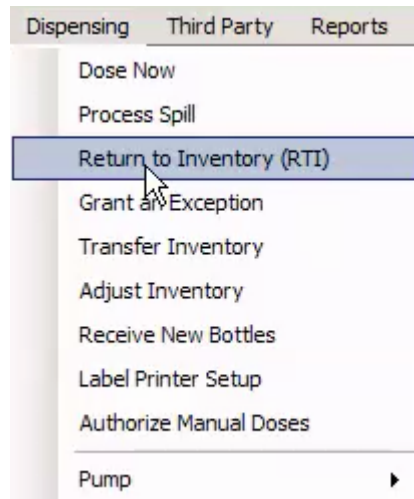 Dispensing Third Party Reports
Dose Now
Process Spill
Return to Inventory (RTI)
Grant an Exception
Transfer Inventory
Adjust Inventory
Receive New Bottles
Label Printer Setup
Authorize Manual Doses
Pump